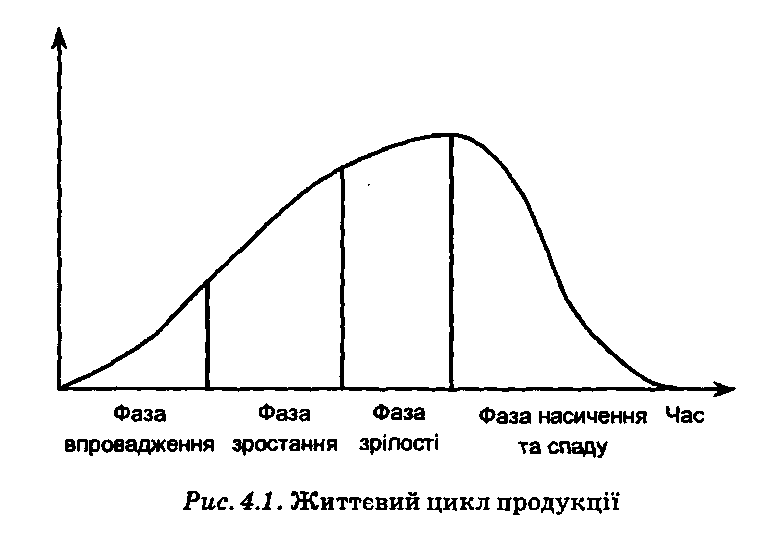 Фаза
впровадження
Фаза
зростання
Фаза
зрілості
Фаза насичення
та спаду
Час
Рис. 4.1. Життєвий цикл продукції